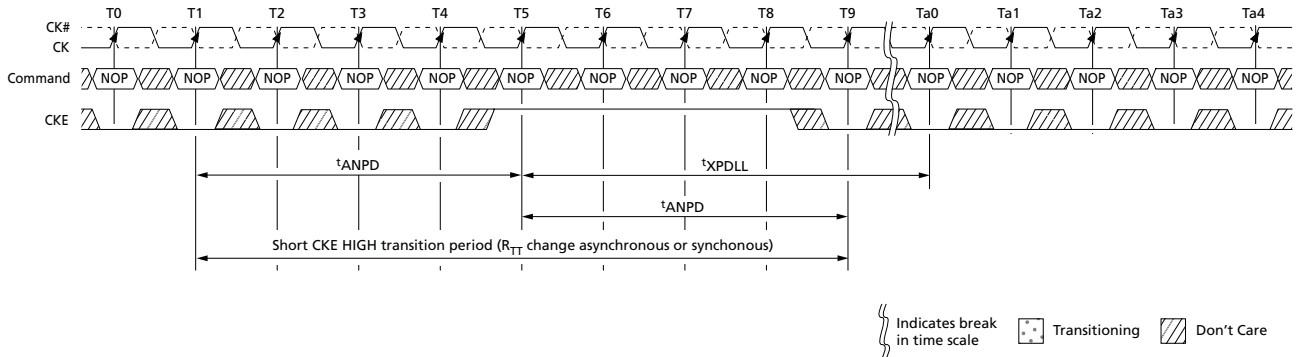 T0 T1 T2 T3 T4 T5 T6 T7 T8 T9 Ta0 Ta1 Ta2 Ta3 Ta4
CK#
CK
Command NOP NOP NOP NOP NOP NOP NOP NOP NOP NOP NOP NOP NOP NOP NOP
CKE
tANPD tXPDLL
tANPD
Short CKE HIGH transition period (RTT change asynchronous or synchonous)
Indicates break
in time scale
Transitioning
Don't Care